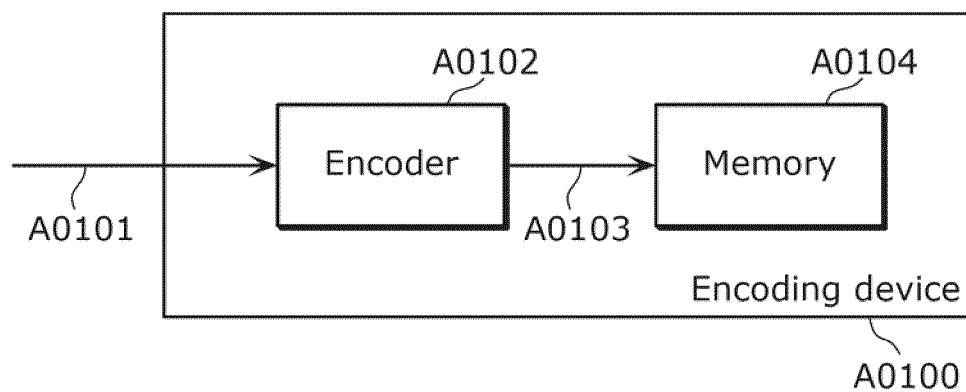 A0102
A0104
Encoder
Memory
A0101
A0103
Encoding device
A0100